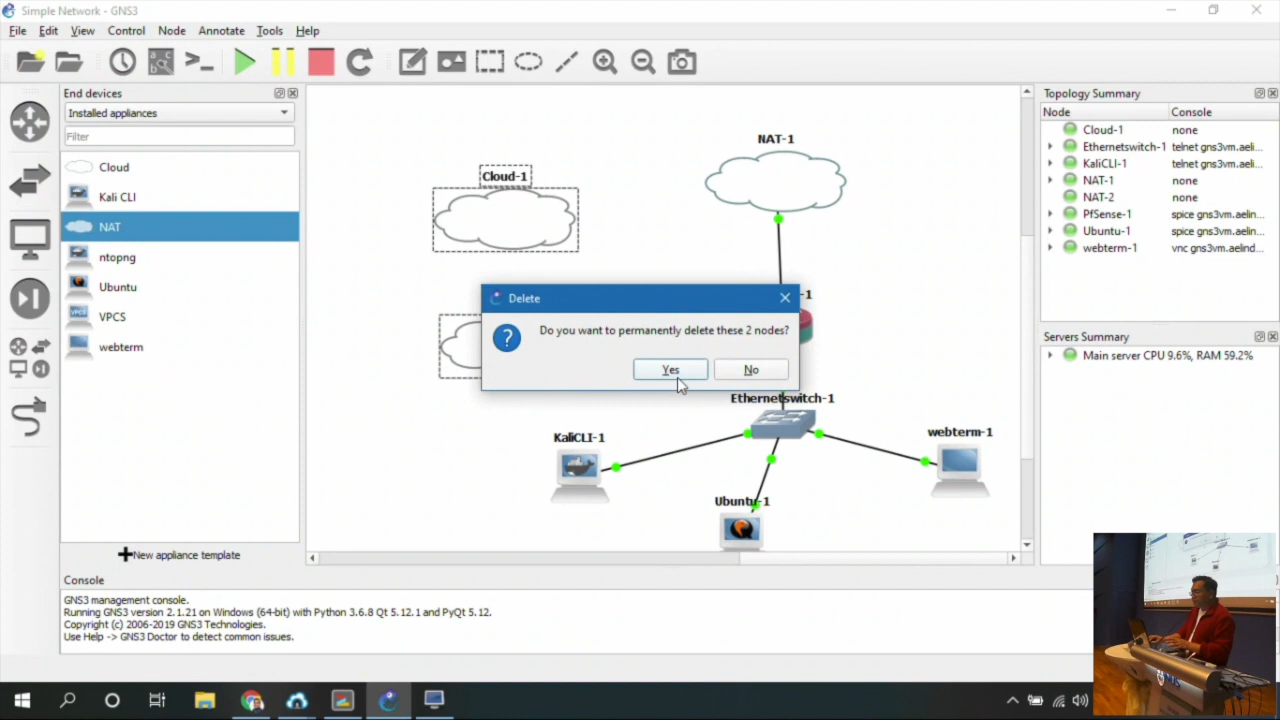 Simple Network - GNS3
File Edit View Control Node Annotate Tools Help
End devices
Installed appliances
Filter
Cloud
Kali CLI
NAT
ntopng
Ubuntu
VPCS
webterm
New appliance template
Cloud-1
NAT-1
-1
Delete
Do you want to permanently delete these 2 nodes?
Yes No
Ethernetswitch-1
KaliCLI-1
webterm-1
Ubuntu-1
Topology Summary
Node Console
Cloud-1 none
Ethernetswitch-1 telnet gns3vm.aeli...
KaliCLI-1 telnet gns3vm.aeli...
NAT-1 none
NAT-2 none
PfSense-1 spice gns3vm.aelin...
Ubuntu-1 spice gns3vm.aelin...
webterm-1 vnc gns3vm.aelind...
Servers Summary
Main server CPU 9.6%, RAM 59.2%
Console
GNS3 management console.
Running GNS3 version 2.1.21 on Windows (64-bit) with Python 3.6.8 Qt 5.12.1 and PyQt 5.12.
Copyright (c) 2006-2019 GNS3 Technologies.
Use Help -> GNS3 Doctor to detect common issues.